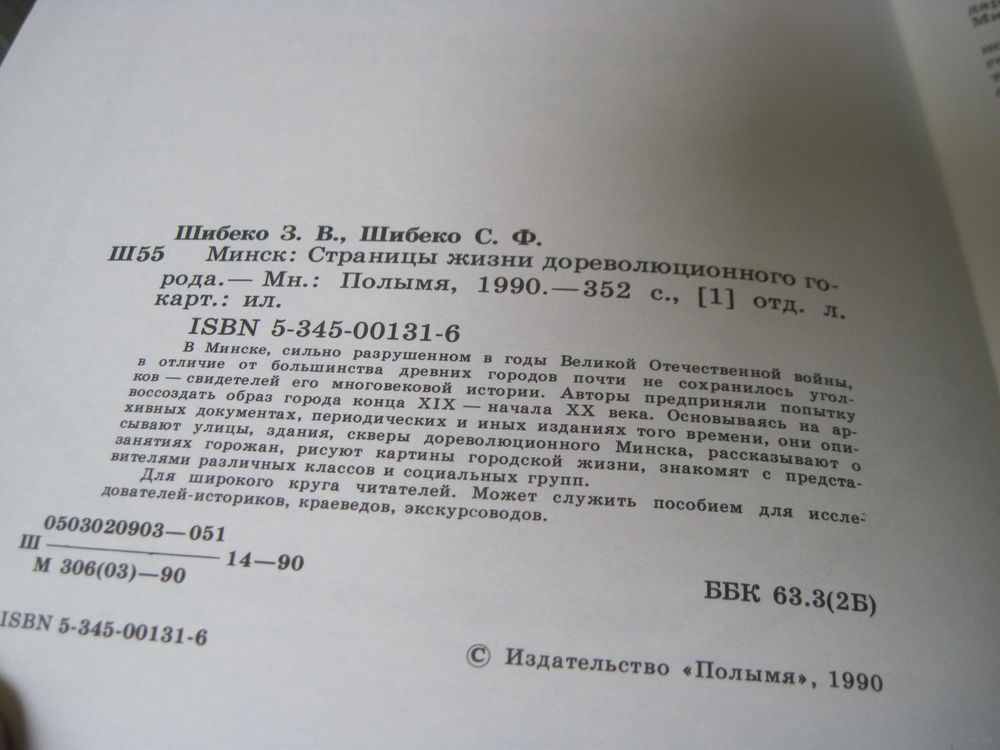 Шибеко З. В., Шибеко С. Ф.
Ш55 Минск: Страницы жизни дореволюционного го-
рода.— Мн.: Полымя, 1990.—352 с., [1] отд. л.
карт.: ил.
ISBN 5-345-00131-6
В Минске, сильно разрушенном в годы Великой Отечественной войны,
в отличие от большинства древних городов почти не сохранилось угол-
ков — свидетелей его многовековой истории. Авторы предприняли попытку
воссоздать образ города конца XIX — начала XX века. Основываясь на ар-
хивных документах, периодических и иных изданиях того времени, они опи-
сывают улицы, здания, скверы дореволюционного Минска, рассказывают о
занятиях горожан, рисуют картины городской жизни, знакомят с предста-
вителями различных классов и социальных групп.
Для широкого круга читателей. Может служить пособием для иссле-
дователей-историков, краеведов, экскурсоводов.
0503020903—051
Ш 14—90
М 306(03)—90
ББК 63.3(2Б)
ISBN 5-345-00131-6
© Издательство «Полымя», 1990